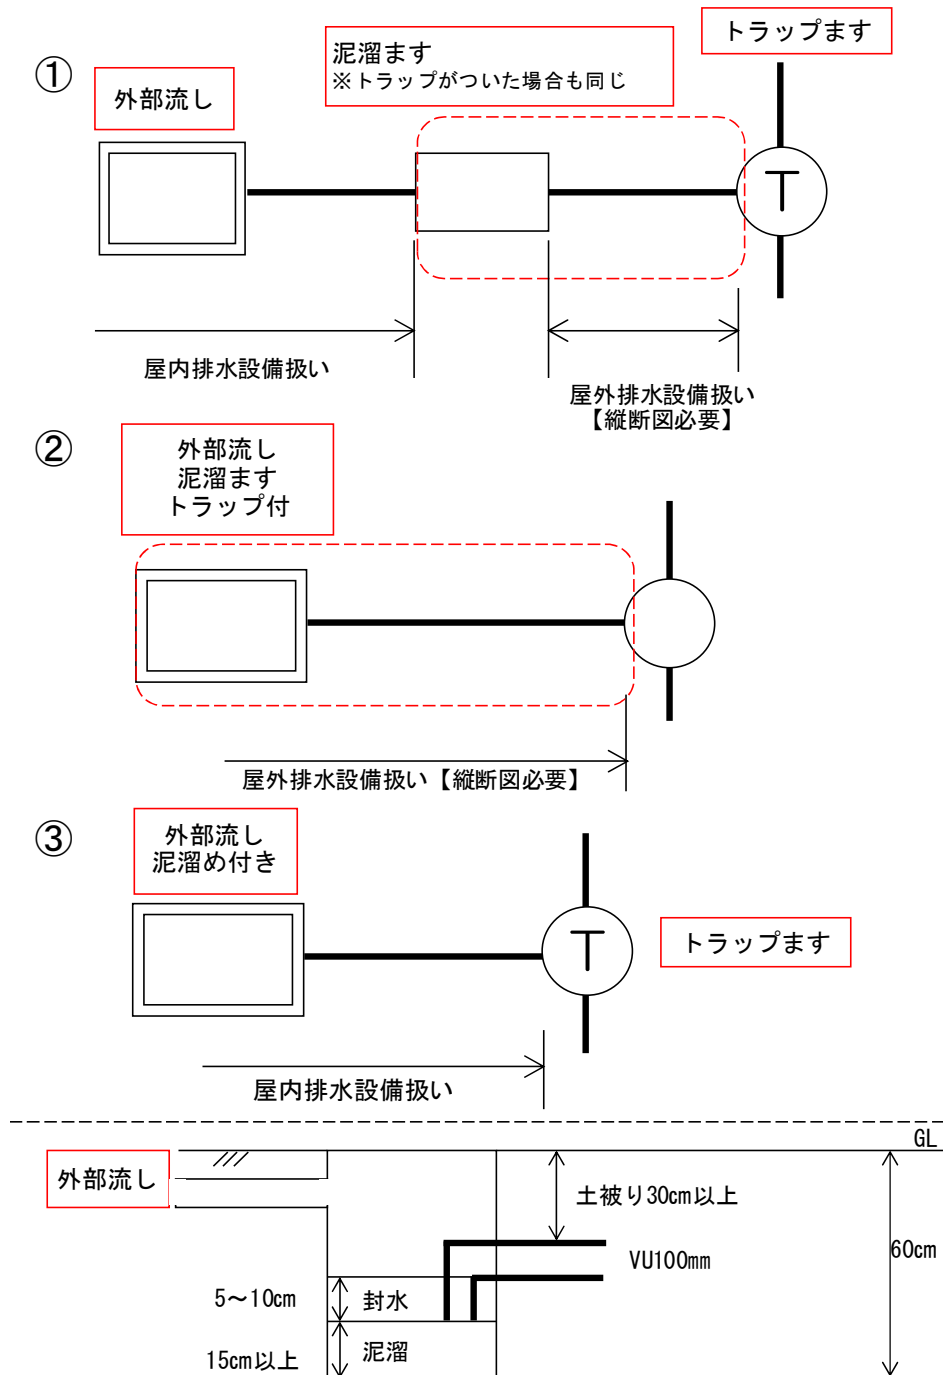 ①
外部流し
泥溜ます
※トラップがついた場合も同じ
トラップます
T
屋内排水設備扱い
屋外排水設備扱い
【縦断図必要】
②
外部流し
泥溜ます
トラップ付
屋外排水設備扱い【縦断図必要】
③
外部流し
泥溜め付き
T
トラップます
屋内排水設備扱い
GL
外部流し
土被り30cm以上
VU100mm
60cm
5～10cm
封水
15cm以上
泥溜